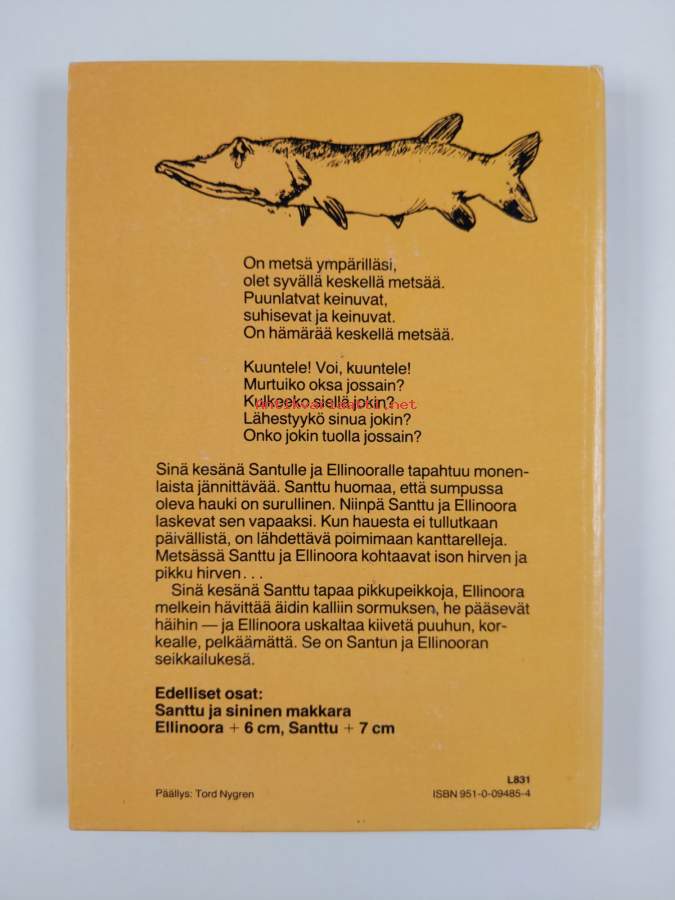 On metsä ympärilläsi,
olet syvällä keskellä metsää.
Puunlatvat keinuvat,
suhisevat ja keinuvat.
On hämärää keskellä metsää.
Kuuntele! Voi, kuuntele!
Murtuiko oksa jossain?
Kulkeeko siellä jokin?
Antikvariaatti.net
Lähestyykö sinua jokin?
Onko jokin tuolla jossain?
Sinä kesänä Santulle ja Ellinooralle tapahtuu monen-
laista jännittävää. Santtu huomaa, että sumpussa
oleva hauki on surullinen. Niinpä Santtu ja Ellinoora
laskevat sen vapaaksi. Kun hauesta ei tullutkaan
päivällistä, on lähdettävä poimimaan kanttarelleja.
Metsässä Santtu ja Ellinoora kohtaavat ison hirven ja
pikku hirven...
Sinä kesänä Santtu tapaa pikkupeikkoja, Ellinoora
melkein hävittää äidin kalliin sormuksen, he pääsevät
häihin — ja Ellinoora uskaltaa kiivetä puuhun, kor-
kealle, pelkäämättä. Se on Santun ja Ellinooran
seikkailukesä.
Edelliset osat:
Santtu ja sininen makkara
Ellinoora + 6 cm, Santtu + 7 cm
L831
Päällys: Tord Nygren
ISBN 951-0-09485-4